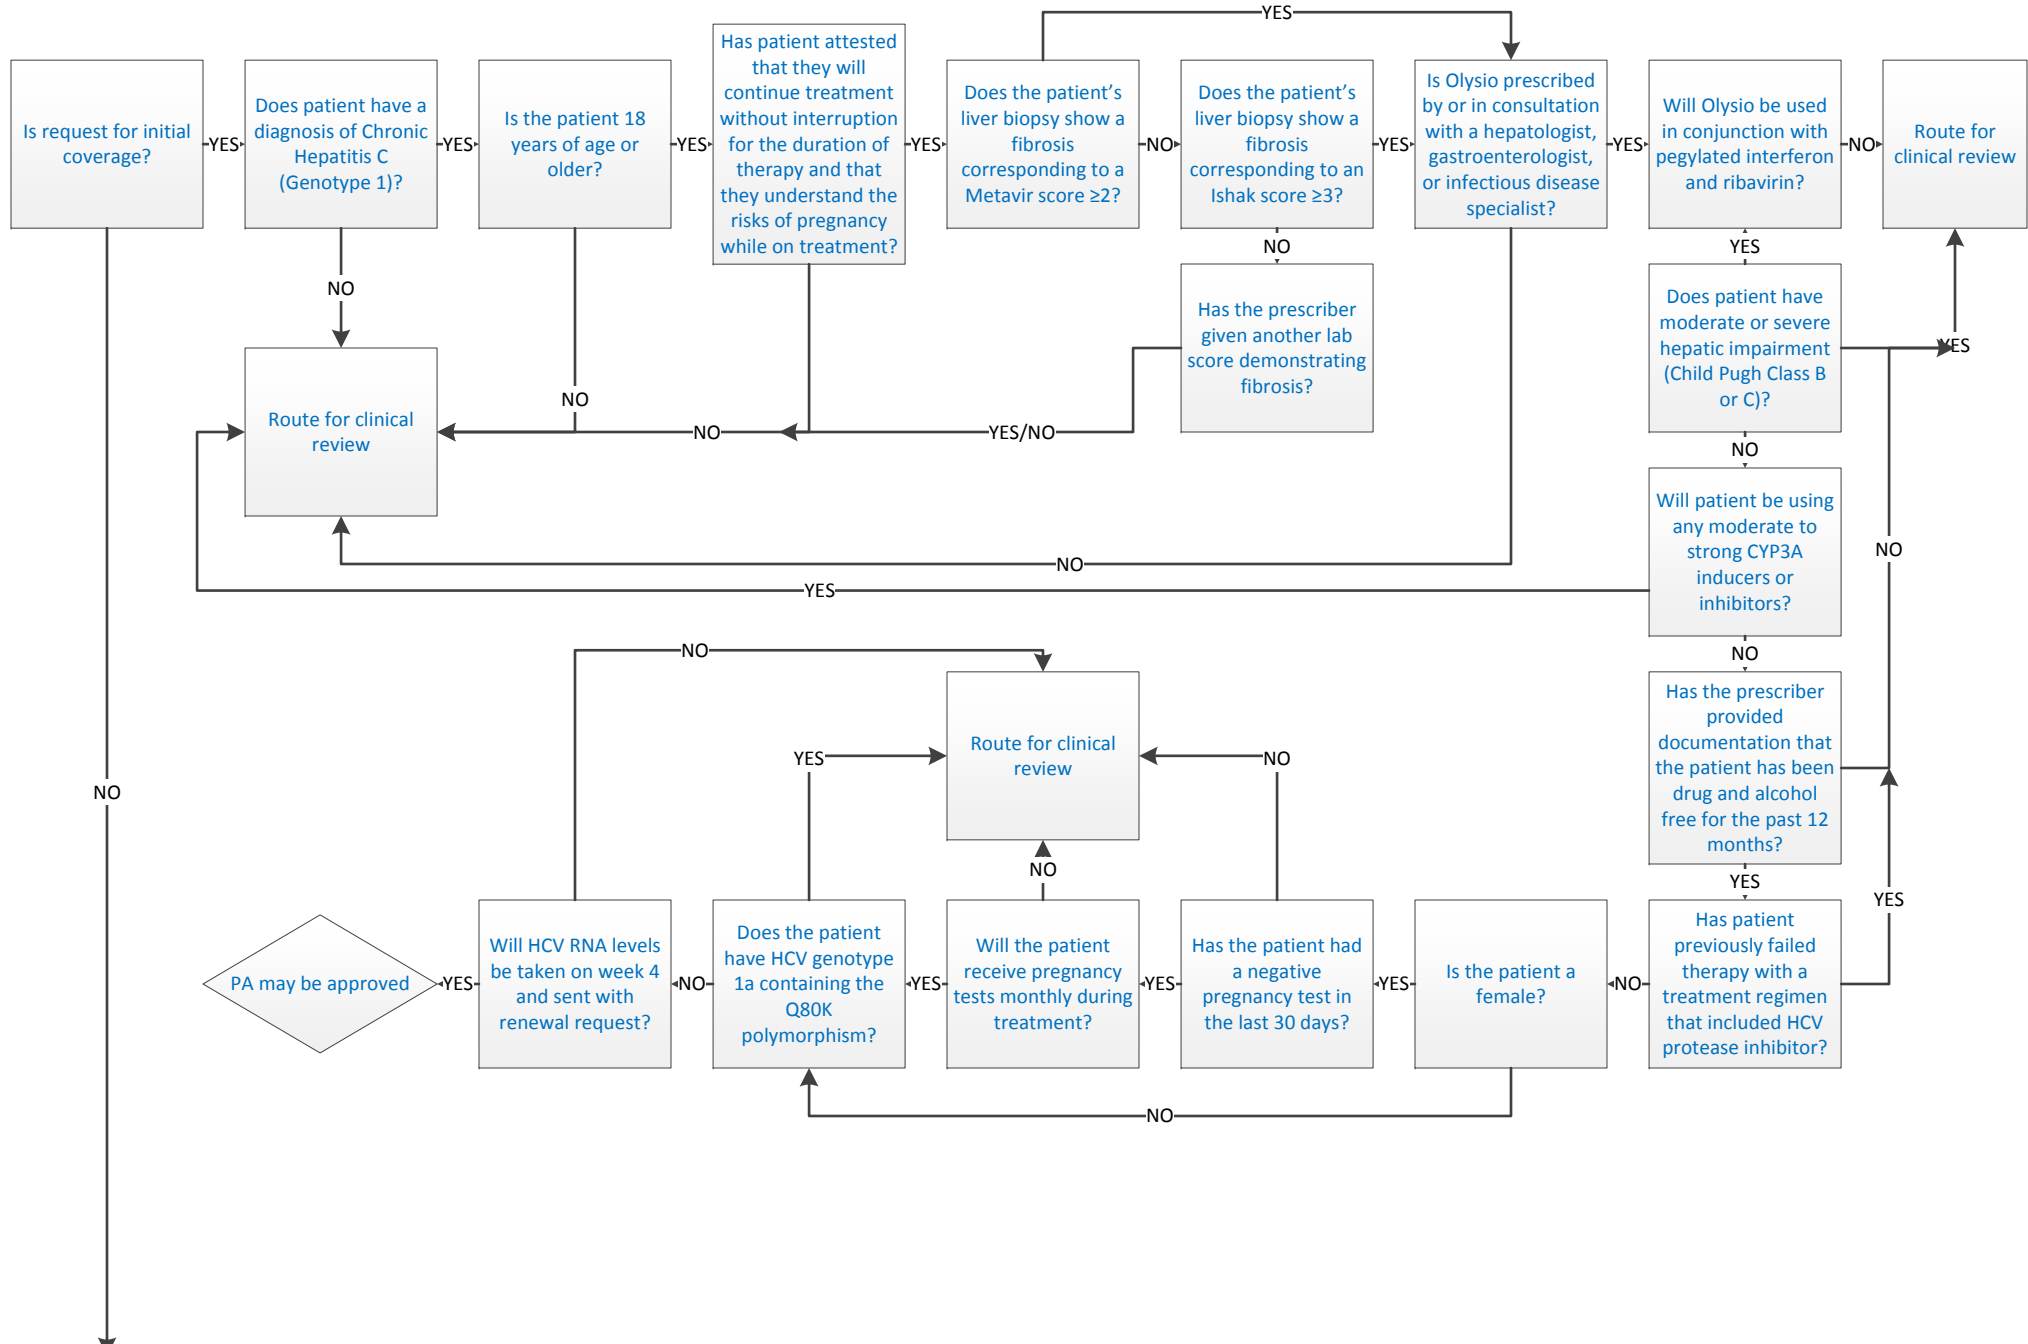 YES
Is request for initial
coverage?
YES
Does patient have a
diagnosis of Chronic
Hepatitis C
(Genotype 1)?
YES
Is the patient 18
years of age or
older?
YES
Has patient attested
that they will
continue treatment
without interruption
for the duration of
therapy and that
they understand the
risks of pregnancy
while on treatment?
YES
Does the patient’s
liver biopsy show a
fibrosis
corresponding to a
Metavir score ≥2?
NO
Does the patient’s
liver biopsy show a
fibrosis
corresponding to an
Ishak score ≥3?
YES
Is Olysio prescribed
by or in consultation
with a hepatologist,
gastroenterologist,
or infectious disease
specialist?
YES
Will Olysio be used
in conjunction with
pegylated interferon
and ribavirin?
NO
Route for
clinical review
NO
NO
YES
Has the prescriber
given another lab
score demonstrating
fibrosis?
Does patient have
moderate or severe
hepatic impairment
(Child Pugh Class B
or C)?
YES
NO
Route for clinical
review
NO
YES/NO
NO
Will patient be using
any moderate to
strong CYP3A
inducers or
inhibitors?
NO
NO
YES
NO
NO
Has the prescriber
provided
documentation that
the patient has been
drug and alcohol
free for the past 12
months?
Route for clinical
review
YES
NO
NO
NO
YES
YES
PA may be approved
YES
Will HCV RNA levels
be taken on week 4
and sent with
renewal request?
NO
Does the patient
have HCV genotype
1a containing the
Q80K
polymorphism?
YES
Will the patient
receive pregnancy
tests monthly during
treatment?
YES
Has the patient had
a negative
pregnancy test in
the last 30 days?
YES
Is the patient a
female?
NO
Has patient
previously failed
therapy with a
treatment regimen
that included HCV
protease inhibitor?
NO